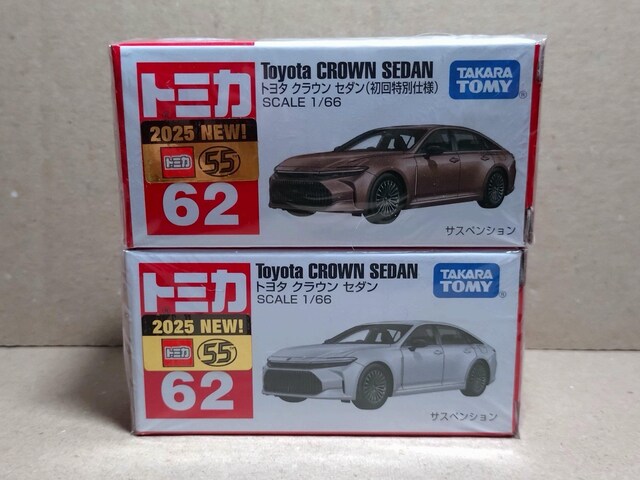 トミカ
2025 NEW!
トミカ 55
62
Toyota CROWN SEDAN
トヨタ クラウン セダン(初回特別仕様)
SCALE 1/66
TAKARA
TOMY®
サスペンション
トミカ
2025 NEW!
トミカ 55
62
Toyota CROWN SEDAN
トヨタ クラウン セダン
SCALE 1/66
TAKARA
TOMY®
サスペンション